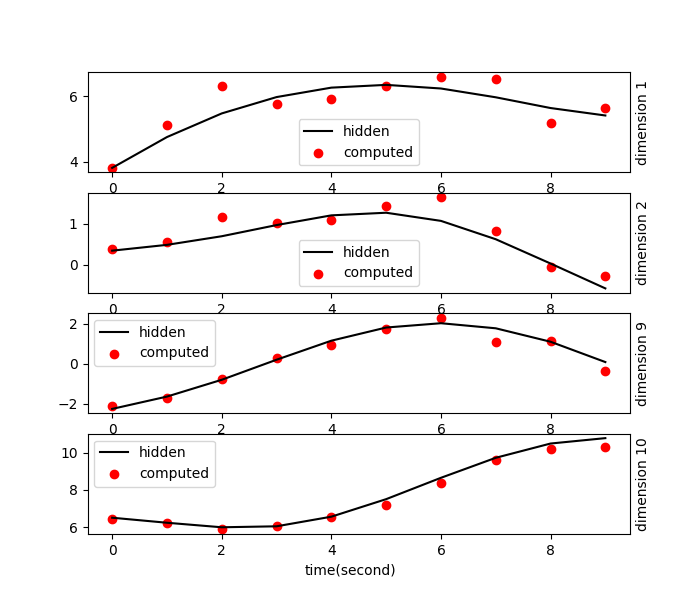 6
4
hidden
computed
0 2 4 6 8
dimension 1
1
0
hidden
computed
0 2 4 6 8
dimension 2
2
0
−2
hidden
computed
0 2 4 6 8
dimension 9
10
8
6
hidden
computed
0 2 4 6 8
dimension 10
time(second)